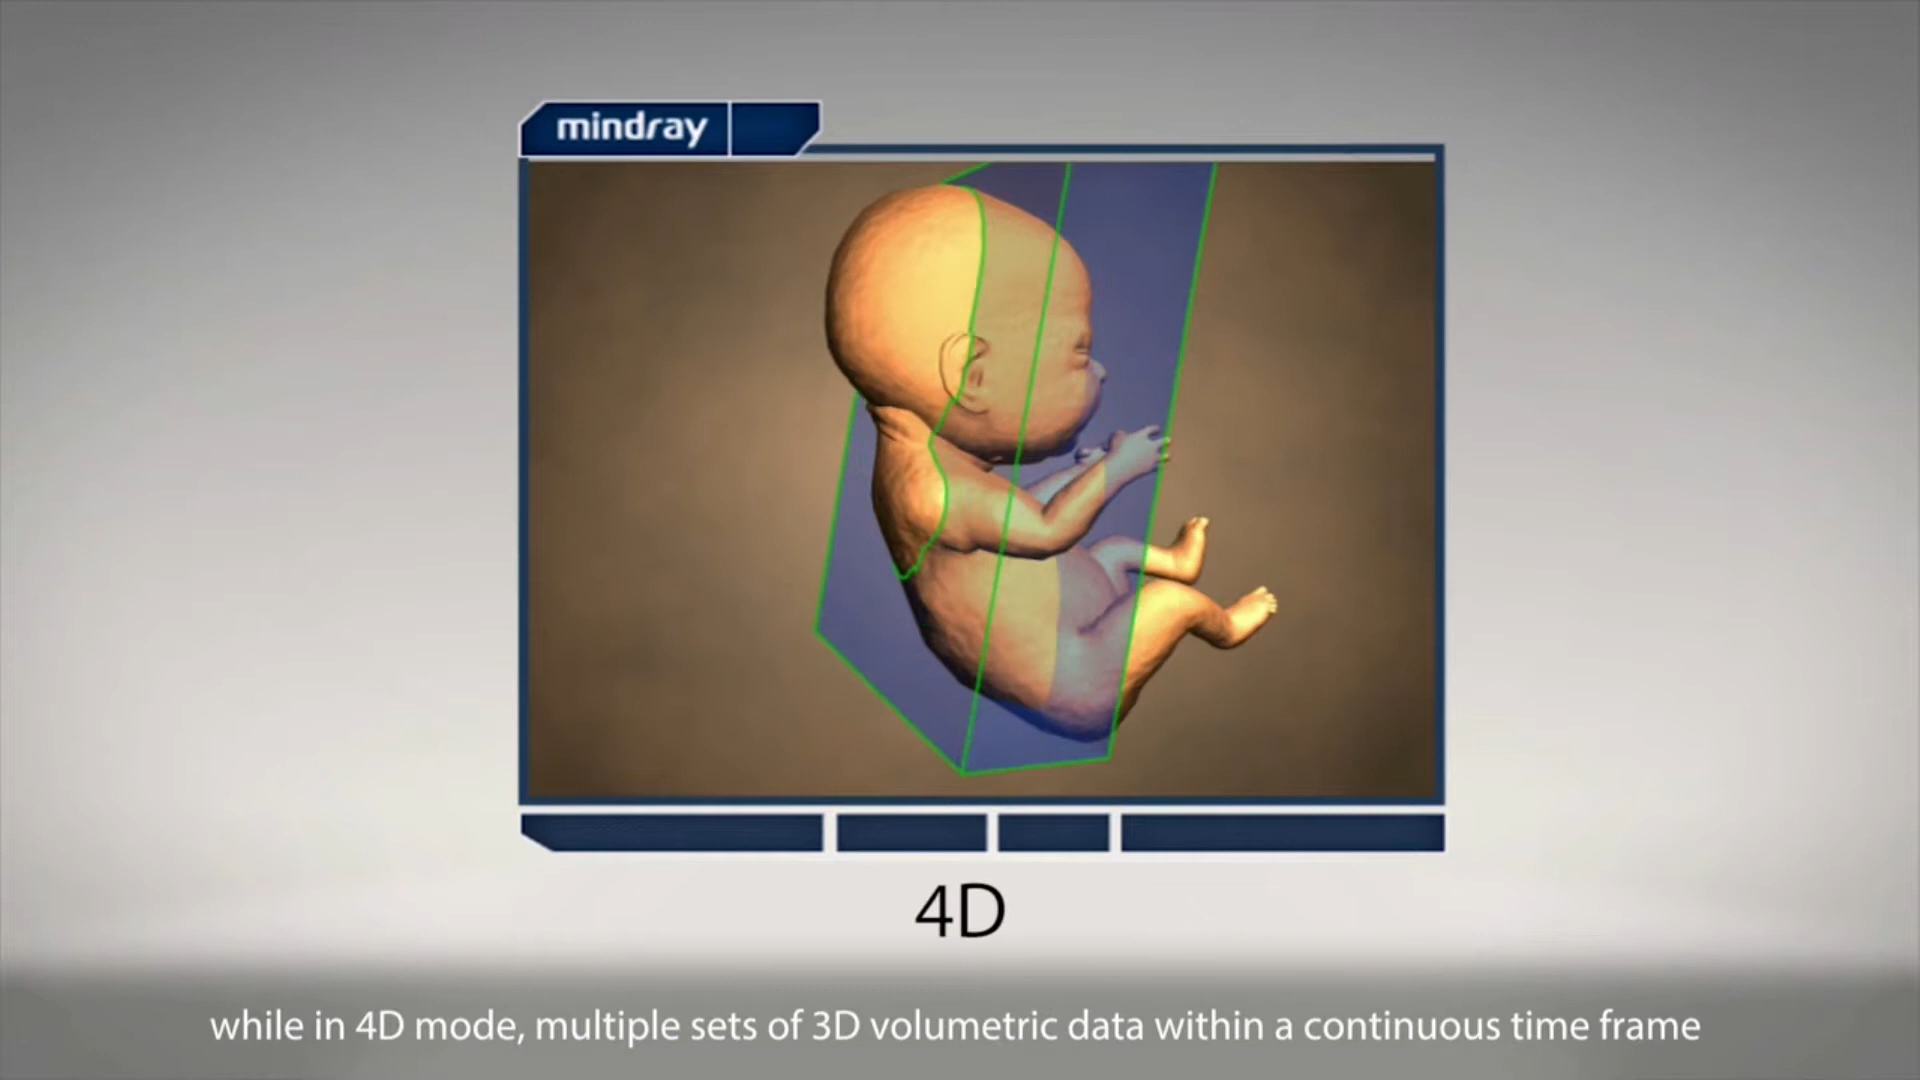 mindray
4D
while in 4D mode, multiple sets of 3D volumetric data within a continuous time frame